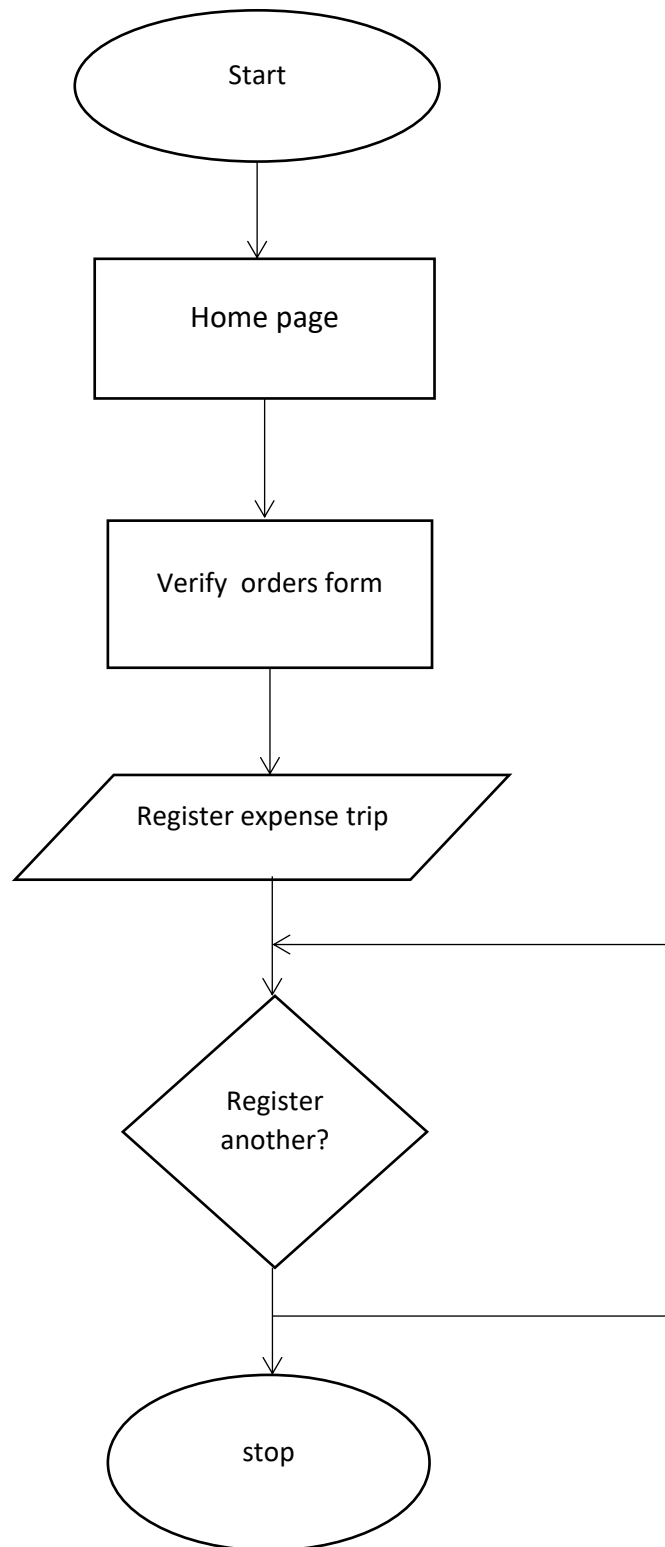 Start
Home page
Verify  orders form
Register expense trip
Register
another?
stop